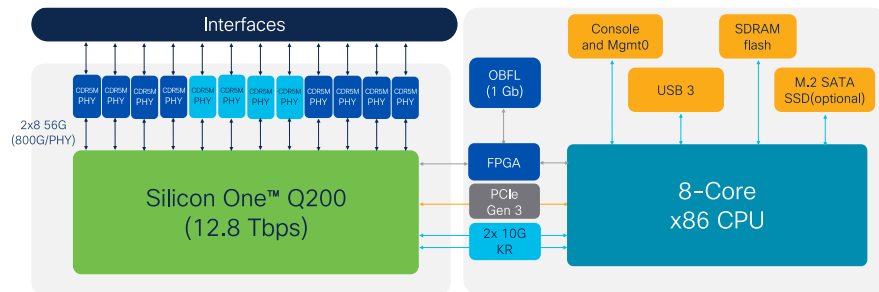 Interfaces
CDR5M CDR5M CDR5M CDR5M CDR5M CDR5M CDR5M CDR5M CDR5M CDR5M CDR5M CDR5M
PHY PHY PHY PHY PHY PHY PHY PHY PHY PHY PHY PHY
2x8 56G
(800G/PHY)
Silicon One™ Q200
(12.8 Tbps)
OBFL
(1 Gb)
FPGA
PCIe
Gen 3
2x 10G
KR
Console
and Mgmt0
USB 3
SDRAM
flash
M.2 SATA
SSD(optional)
8-Core
x86 CPU